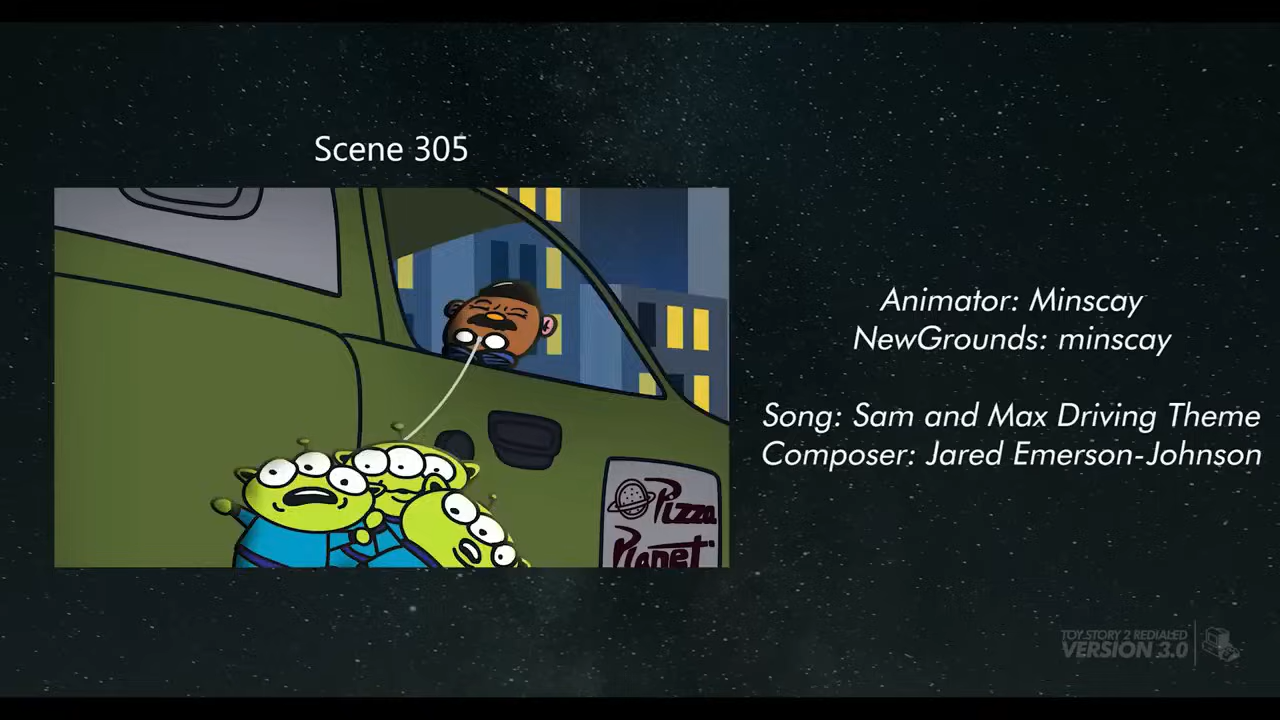 Scene 305
Animator: Minscay
NewGrounds: minscay
Song: Sam and Max Driving Theme
Composer: Jared Emerson-Johnson
Pizza
Planet
TOY STORY 2 REDIALED
VERSION 3.0